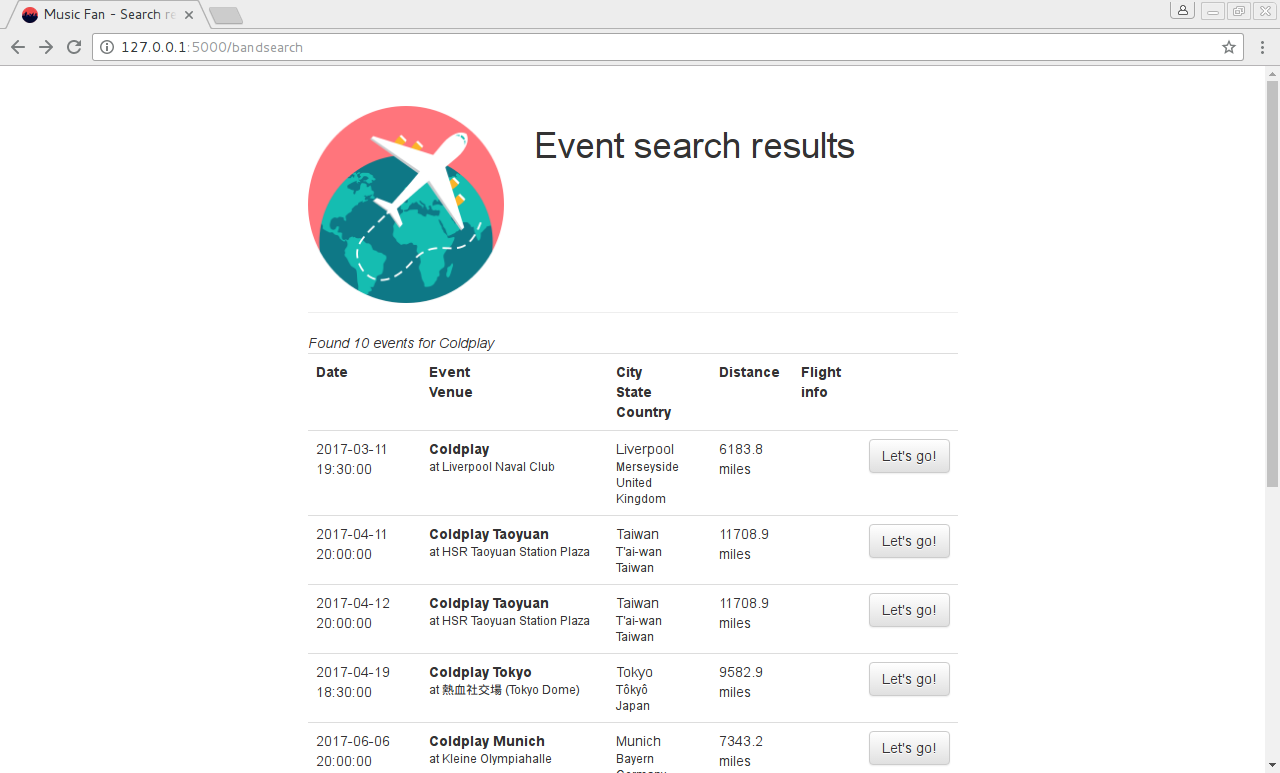 Music Fan - Search re
127.0.0.1:5000/bandsearch
Event search results
Found 10 events for Coldplay
Date
Event
Venue
City
State
Country
Distance
Flight
info
2017-03-11
19:30:00
Coldplay
at Liverpool Naval Club
Liverpool
Merseyside
United
Kingdom
6183.8
miles
Let's go!
2017-04-11
20:00:00
Coldplay Taoyuan
at HSR Taoyuan Station Plaza
Taiwan
T'ai-wan
Taiwan
11708.9
miles
Let's go!
2017-04-12
20:00:00
Coldplay Taoyuan
at HSR Taoyuan Station Plaza
Taiwan
T'ai-wan
Taiwan
11708.9
miles
Let's go!
2017-04-19
18:30:00
Coldplay Tokyo
at 熱血社交場 (Tokyo Dome)
Tokyo
Tôkyô
Japan
9582.9
miles
Let's go!
2017-06-06
20:00:00
Coldplay Munich
at Kleine Olympiahalle
Munich
Bayern
Germany
7343.2
miles
Let's go!